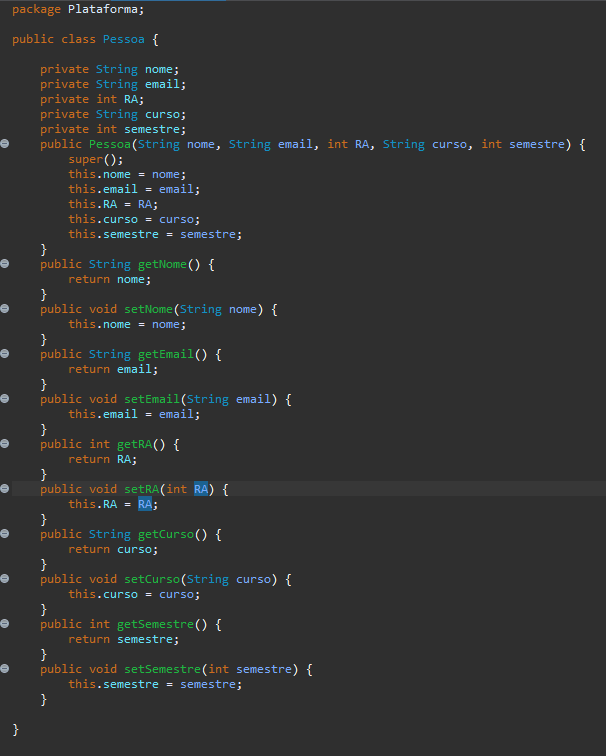 package Plataforma;
public class Pessoa {
private String nome;
private String email;
private int RA;
private String curso;
private int semestre;
public Pessoa(String nome, String email, int RA, String curso, int semestre) {
super();
this.nome = nome;
this.email = email;
this.RA = RA;
this.curso = curso;
this.semestre = semestre;
}
public String getNome() {
return nome;
}
public void setNome(String nome) {
this.nome = nome;
}
public String getEmail() {
return email;
}
public void setEmail(String email) {
this.email = email;
}
public int getRA() {
return RA;
}
public void setRA(int RA) {
this.RA = RA;
}
public String getCurso() {
return curso;
}
public void setCurso(String curso) {
this.curso = curso;
}
public int getSemestre() {
return semestre;
}
public void setSemestre(int semestre) {
this.semestre = semestre;
}
}